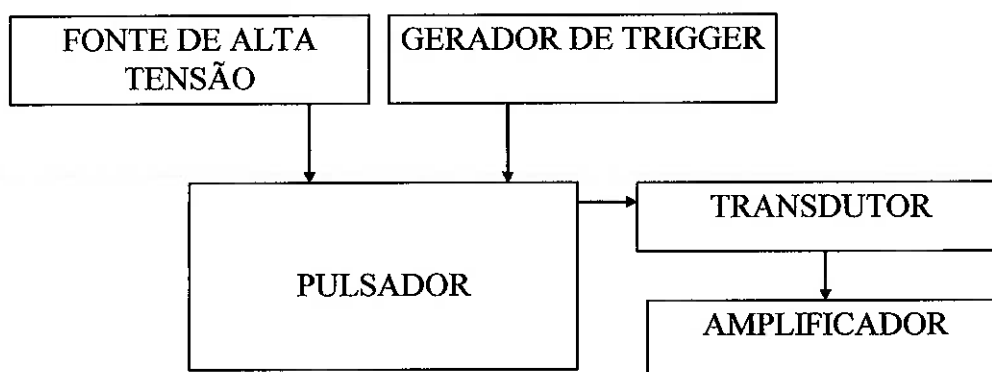 FONTE DE ALTA
TENSÃO
GERADOR DE TRIGGER
PULSADOR
TRANSDUTOR
AMPLIFICADOR